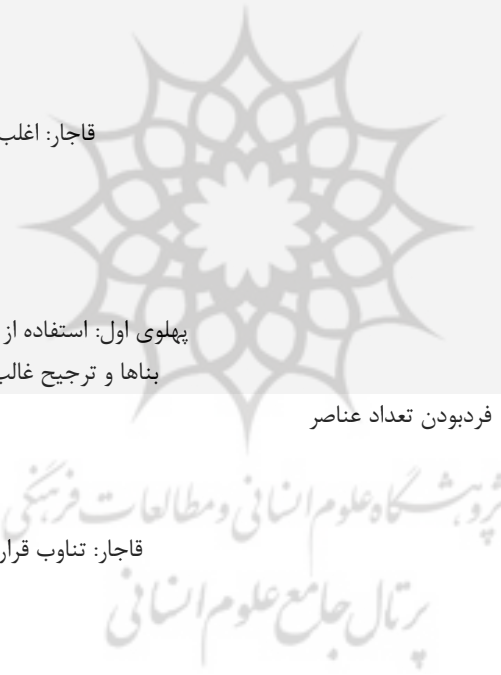 قاجار: اغلب
پهلوی اول: استفاده از
بناها و ترجیح غالب
فردبودن تعداد عناصر
پژوهشگاه علوم انسانی و مطالعات فرهنگی
قاجار: تناوب قرار
پرتال جامع علوم انسانی